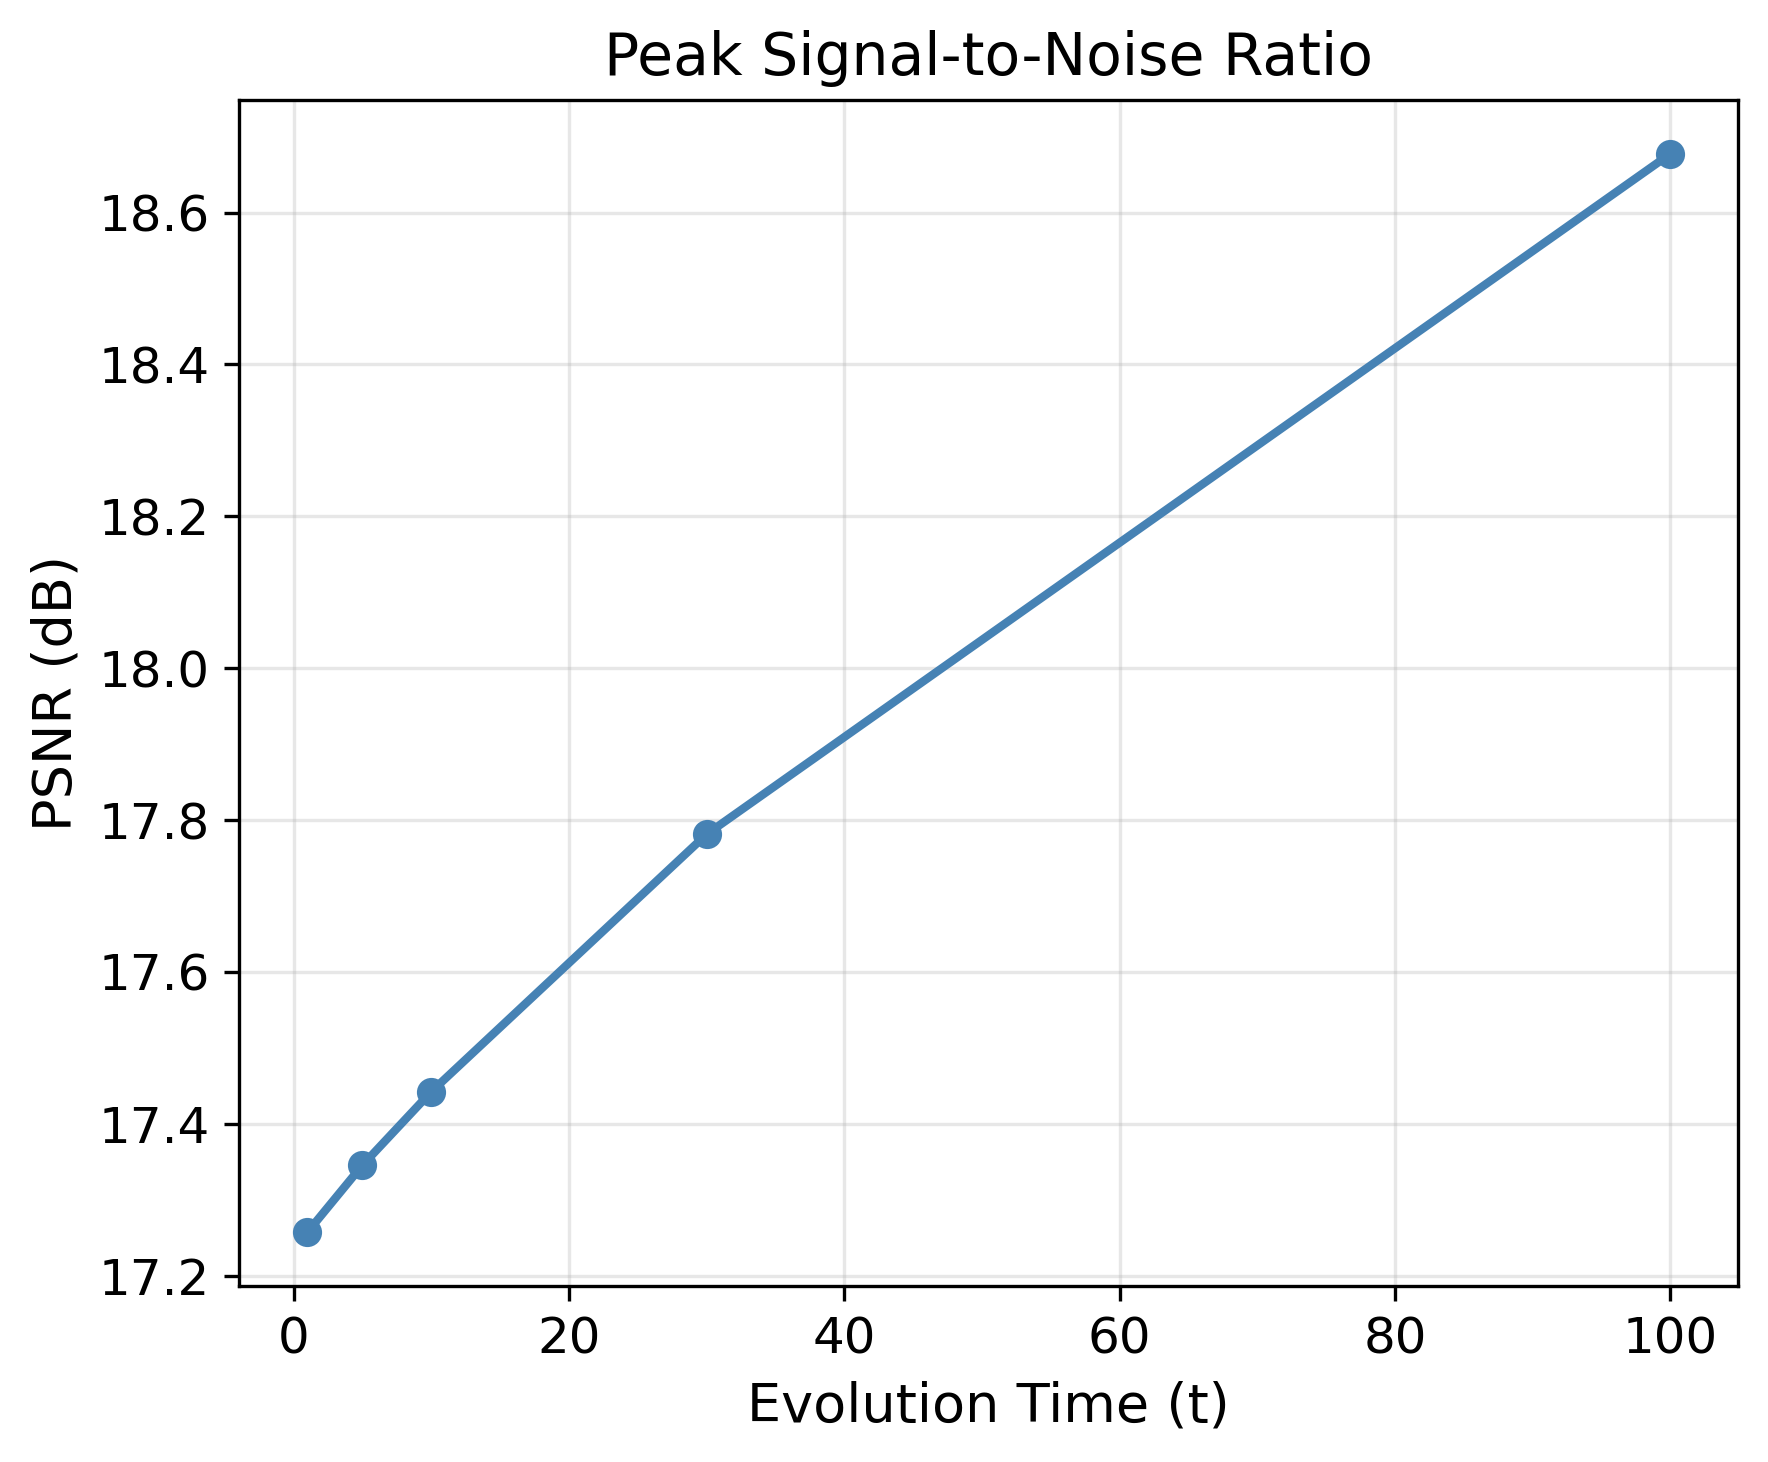 Peak Signal-to-Noise Ratio
PSNR (dB)
18.6
18.4
18.2
18.0
17.8
17.6
17.4
17.2
0 20 40 60 80 100
Evolution Time (t)